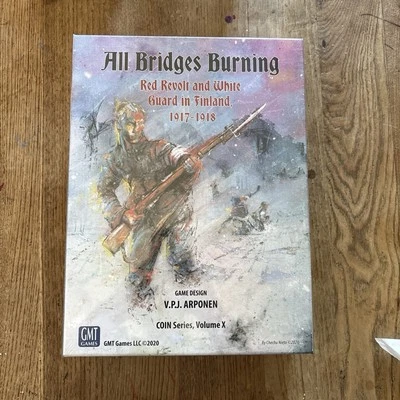 All Bridges Burning
Red Revolt and White
Guard in Finland
1917-1918
GAME DESIGN
V.P.J. ARPONEN
COIN Series, Volume X
GMT
GAMES
GMT Games LLC ©2020